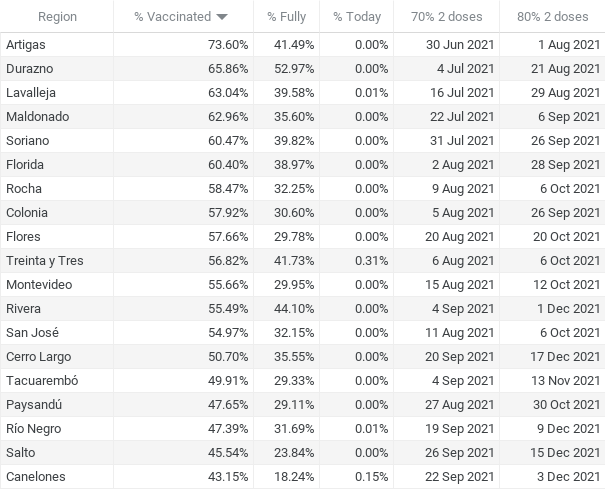 Region % Vaccinated % Fully % Today 70% 2 doses 80% 2 doses
Artigas 73.60% 41.49% 0.00% 30 Jun 2021 1 Aug 2021
Durazno 65.86% 52.97% 0.00% 4 Jul 2021 21 Aug 2021
Lavalleja 63.04% 39.58% 0.01% 16 Jul 2021 29 Aug 2021
Maldonado 62.96% 35.60% 0.00% 22 Jul 2021 6 Sep 2021
Soriano 60.47% 39.82% 0.00% 31 Jul 2021 26 Sep 2021
Florida 60.40% 38.97% 0.00% 2 Aug 2021 28 Sep 2021
Rocha 58.47% 32.25% 0.00% 9 Aug 2021 6 Oct 2021
Colonia 57.92% 30.60% 0.00% 5 Aug 2021 26 Sep 2021
Flores 57.66% 29.78% 0.00% 20 Aug 2021 20 Oct 2021
Treinta y Tres 56.82% 41.73% 0.31% 6 Aug 2021 6 Oct 2021
Montevideo 55.66% 29.95% 0.00% 15 Aug 2021 12 Oct 2021
Rivera 55.49% 44.10% 0.00% 4 Sep 2021 1 Dec 2021
San José 54.97% 32.15% 0.00% 11 Aug 2021 6 Oct 2021
Cerro Largo 50.70% 35.55% 0.00% 20 Sep 2021 17 Dec 2021
Tacuarembó 49.91% 29.33% 0.00% 4 Sep 2021 13 Nov 2021
Paysandú 47.65% 29.11% 0.00% 27 Aug 2021 30 Oct 2021
Río Negro 47.39% 31.69% 0.01% 19 Sep 2021 9 Dec 2021
Salto 45.54% 23.84% 0.00% 26 Sep 2021 15 Dec 2021
Canelones 43.15% 18.24% 0.15% 22 Sep 2021 3 Dec 2021